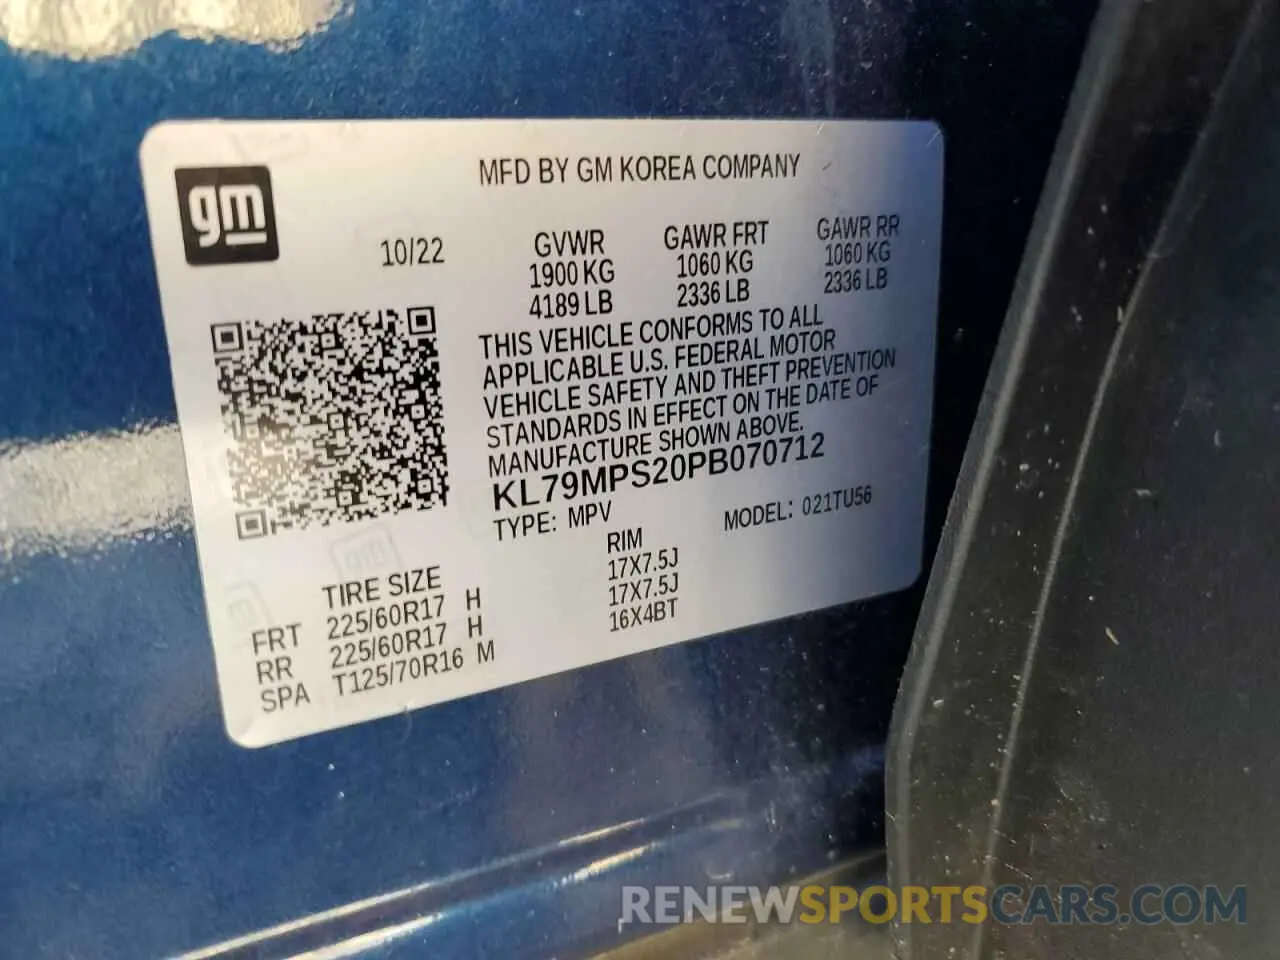 gm
MFD BY GM KOREA COMPANY
10/22
GVWR GAWR FRT GAWR RR
1900 KG 1060 KG 1060 KG
4189 LB 2336 LB 2336 LB
THIS VEHICLE CONFORMS TO ALL
APPLICABLE U.S. FEDERAL MOTOR
VEHICLE SAFETY AND THEFT PREVENTION
STANDARDS IN EFFECT ON THE DATE OF
MANUFACTURE SHOWN ABOVE.
KL79MPS20PB070712
TYPE: MPV MODEL: 021TU56
TIRE SIZE RIM
FRT 225/60R17 H 17X7.5J
RR 225/60R17 H 17X7.5J
SPA T125/70R16 M 16X4BT
RENEWSPORTSCARS.COM